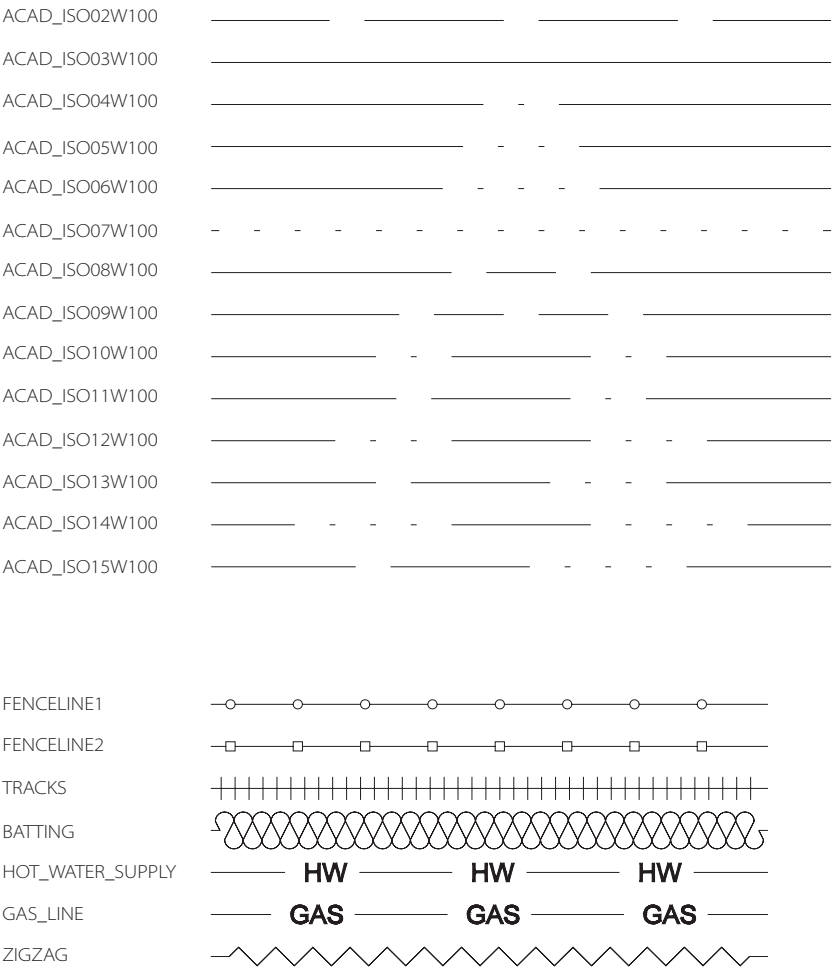 ACAD_ISO02W100
ACAD_ISO03W100
ACAD_ISO04W100
ACAD_ISO05W100
ACAD_ISO06W100
ACAD_ISO07W100
ACAD_ISO08W100
ACAD_ISO09W100
ACAD_ISO10W100
ACAD_ISO11W100
ACAD_ISO12W100
ACAD_ISO13W100
ACAD_ISO14W100
ACAD_ISO15W100
FENCELINE1
FENCELINE2
TRACKS
BATTING
HOT_WATER_SUPPLY HW HW HW
GAS_LINE GAS GAS GAS
ZIGZAG